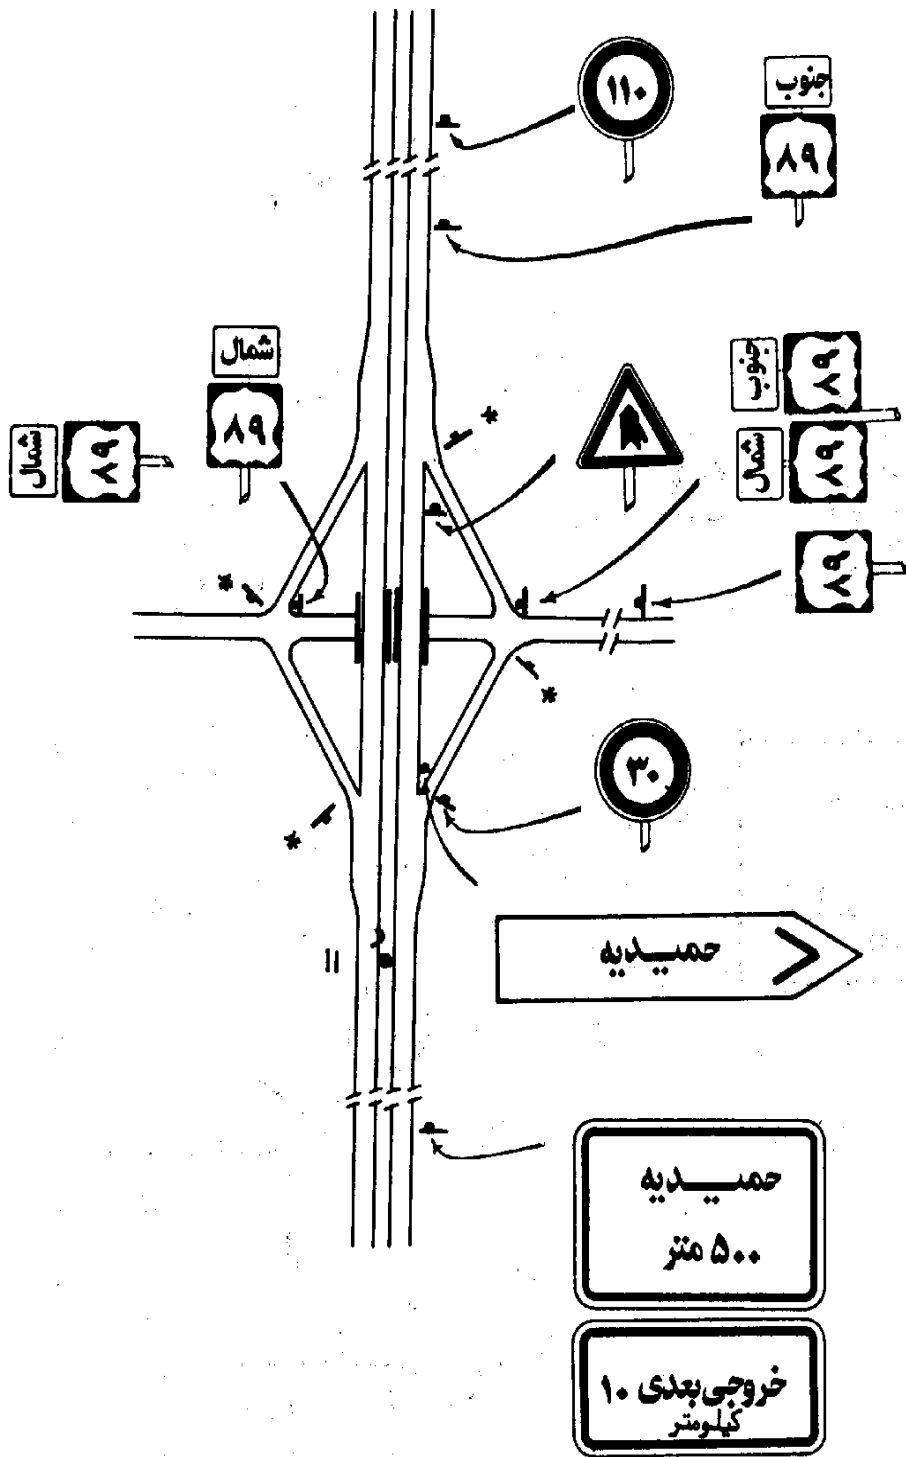 ۱۱۰
جنوب
۸۹
شمال
۸۹
جنوب
۸۹
شمال
۸۹
شمال
۸۹
۸۹
*
*
*
*
۳۰
حمیدیه
حمیدیه
۵۰۰ متر
خروجی بعدی ۱۰
کیلومتر